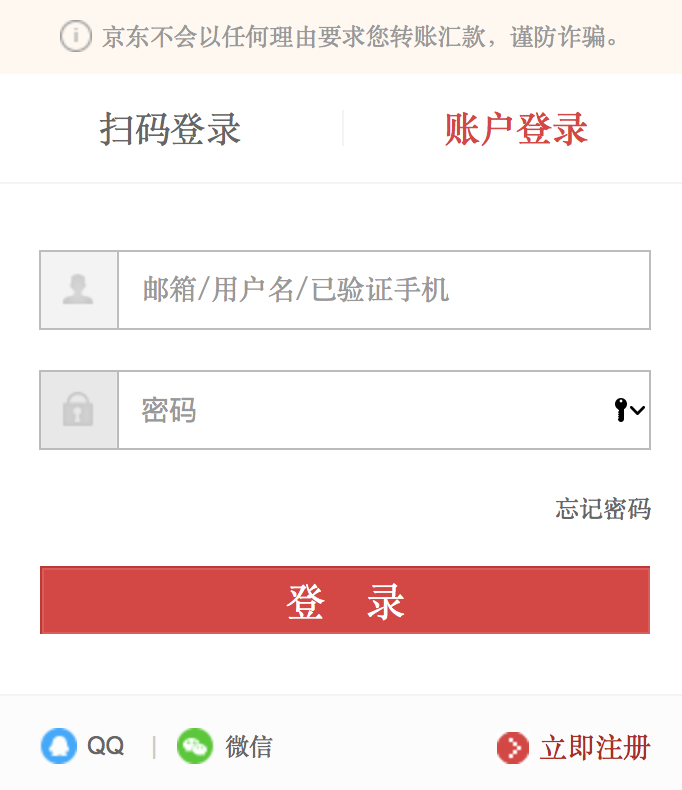 京东不会以任何理由要求您转账汇款，谨防诈骗。
扫码登录 账户登录
邮箱/用户名/已验证手机
密码
忘记密码
登 录
QQ | 微信 立即注册